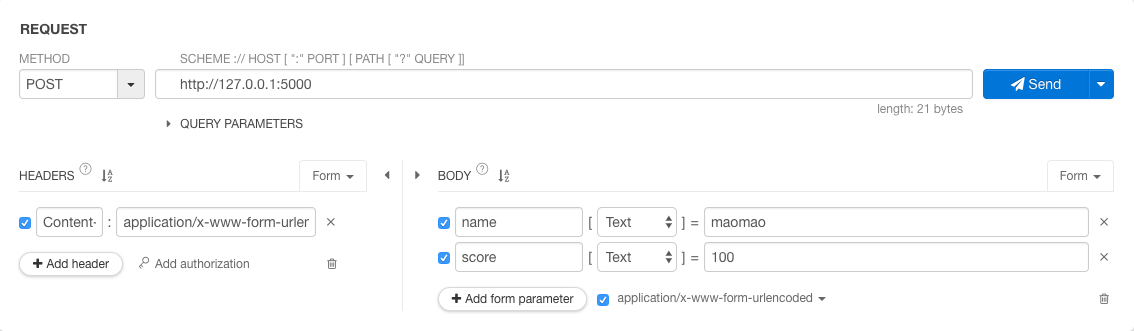 REQUEST
METHOD SCHEME :// HOST [ ":" PORT ] [ PATH [ "?" QUERY ]]
POST http://127.0.0.1:5000 Send
length: 21 bytes
QUERY PARAMETERS
HEADERS ? Form BODY ? Form
Content- : application/x-www-form-urler × name [ Text ] = maomao ×
score [ Text ] = 100 ×
+ Add header Add authorization
+ Add form parameter application/x-www-form-urlencoded